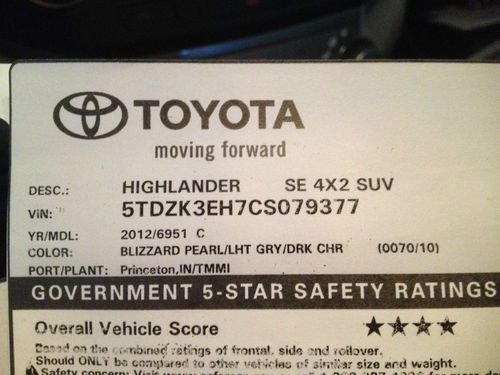 TOYOTA
moving forward
DESC.: HIGHLANDER SE 4X2 SUV
VIN: 5TDZK3EH7CS079377
YR/MDL: 2012/6951 C
COLOR: BLIZZARD PEARL/LHT GRY/DRK CHR (0070/10)
PORT/PLANT: Princeton,IN/TMMI
GOVERNMENT 5-STAR SAFETY RATINGS
Overall Vehicle Score ★★★★
Based on the combined ratings of frontal, side and rollover.
Should ONLY be compared to other vehicles of similar size and weight.
Safety concern: Visit